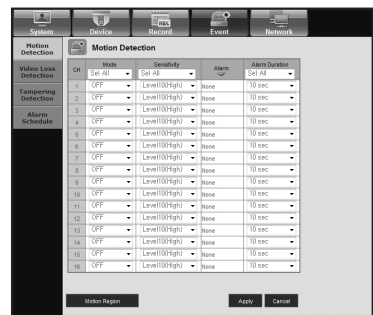 System Device Record Event Network
REC
Motion Detection
Video Loss Detection
Tampering Detection
Alarm Schedule
Motion Detection
CH Mode Sensitivity Alarm Alarm Duration
Sel All Sel All Sel All
1 OFF Level10(High) None 10 sec
2 OFF Level10(High) None 10 sec
3 OFF Level10(High) None 10 sec
4 OFF Level10(High) None 10 sec
5 OFF Level10(High) None 10 sec
6 OFF Level10(High) None 10 sec
7 OFF Level10(High) None 10 sec
8 OFF Level10(High) None 10 sec
9 OFF Level10(High) None 10 sec
10 OFF Level10(High) None 10 sec
11 OFF Level10(High) None 10 sec
12 OFF Level10(High) None 10 sec
13 OFF Level10(High) None 10 sec
14 OFF Level10(High) None 10 sec
15 OFF Level10(High) None 10 sec
16 OFF Level10(High) None 10 sec
Motion Region Apply Cancel